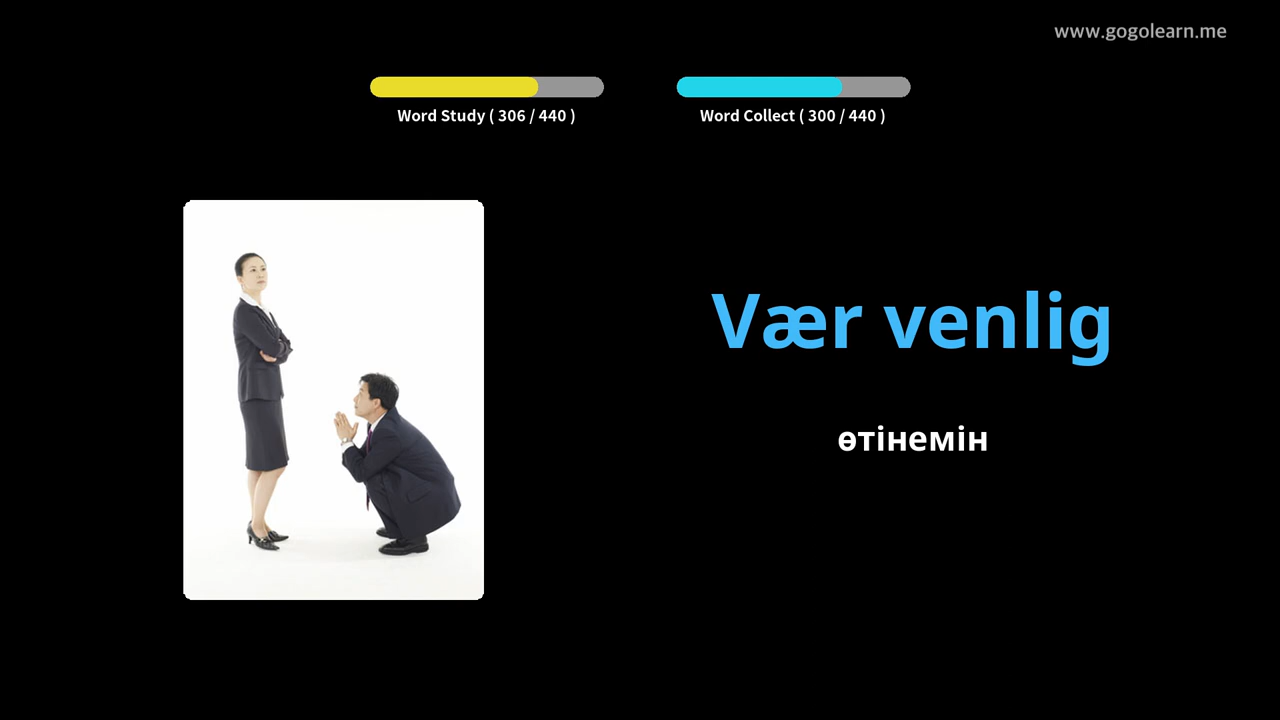 www.gogolearn.me
Word Study ( 306 / 440 )
Word Collect ( 300 / 440 )
Vær venlig
өтінемін